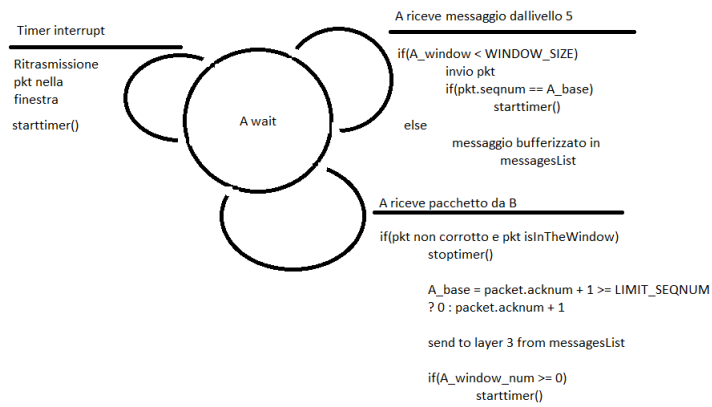 Timer interrupt
Ritrasmissione
pkt nella
finestra
starttimer()
A wait
A riceve messaggio dallivello 5
if(A_window < WINDOW_SIZE)
invio pkt
if(pkt.seqnum == A_base)
starttimer()
else
messaggio bufferizzato in
messagesList
A riceve pacchetto da B
if(pkt non corrotto e pkt isInTheWindow)
stoptimer()
A_base = packet.acknum + 1 >= LIMIT_SEQNUM
? 0 : packet.acknum + 1
send to layer 3 from messagesList
if(A_window_num >= 0)
starttimer()